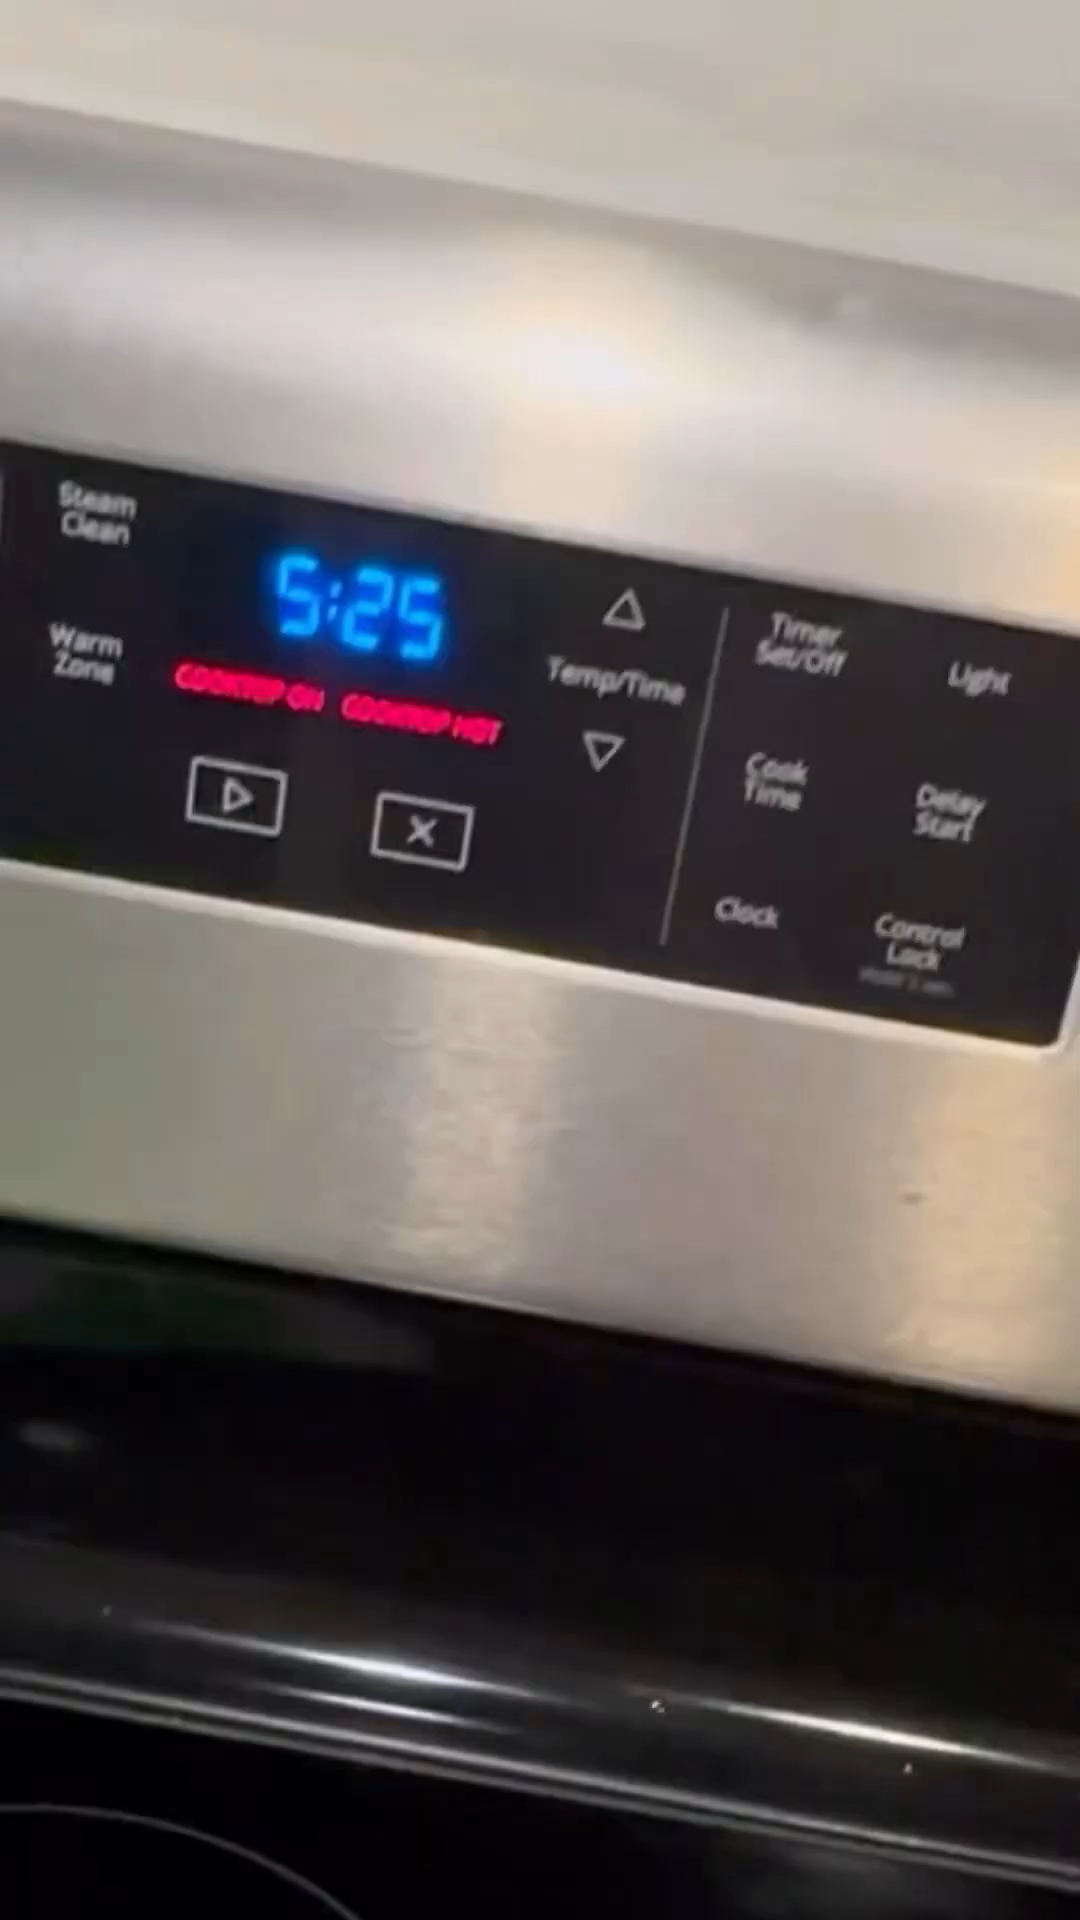 Steam
Clean
5:25
Timer
Set/Off
Light
Warm
Zone
COOKTOP ON COOKTOP HOT
Temp/Time
Cook
Time
Delay
Start
Clock
Control
Lock